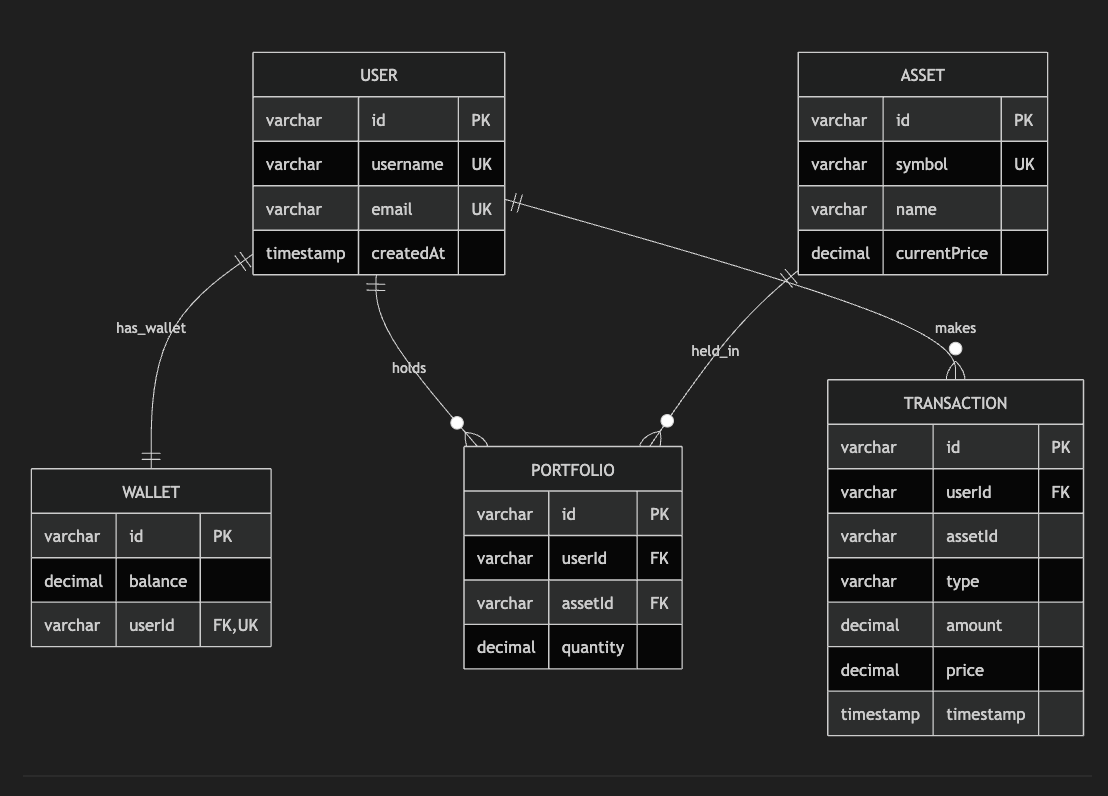 USER
varchar id PK
varchar username UK
varchar email UK
timestamp createdAt
ASSET
varchar id PK
varchar symbol UK
varchar name
decimal currentPrice
has_wallet
holds
held_in
makes
WALLET
varchar id PK
decimal balance
varchar userId FK,UK
PORTFOLIO
varchar id PK
varchar userId FK
varchar assetId FK
decimal quantity
TRANSACTION
varchar id PK
varchar userId FK
varchar assetId
varchar type
decimal amount
decimal price
timestamp timestamp